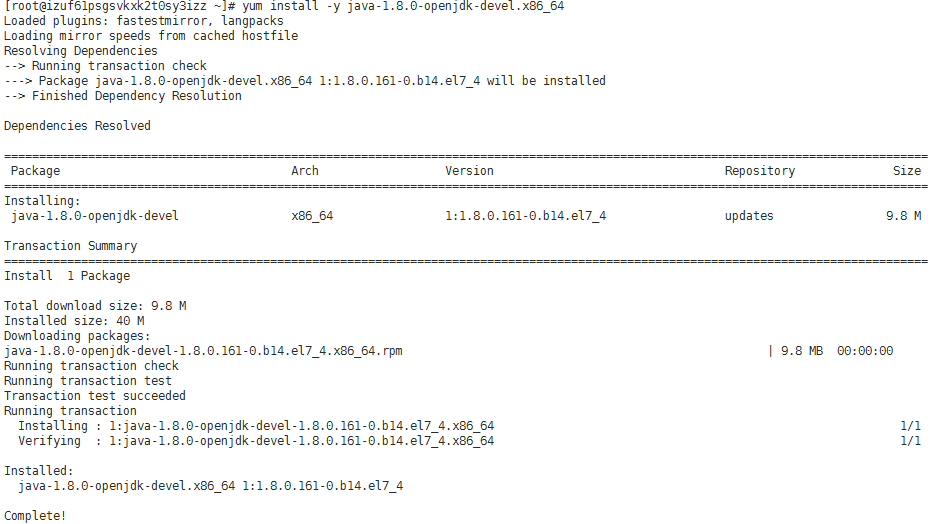 [root@izuf61psgsvkxk2t0sy3izz ~]# yum install -y java-1.8.0-openjdk-devel.x86_64
Loaded plugins: fastestmirror, langpacks
Loading mirror speeds from cached hostfile
Resolving Dependencies
--> Running transaction check
---> Package java-1.8.0-openjdk-devel.x86_64 1:1.8.0.161-0.b14.el7_4 will be installed
--> Finished Dependency Resolution
Dependencies Resolved
Package Arch Version Repository Size
Installing:
java-1.8.0-openjdk-devel x86_64 1:1.8.0.161-0.b14.el7_4 updates 9.8 M
Transaction Summary
Install  1 Package
Total download size: 9.8 M
Installed size: 40 M
Downloading packages:
java-1.8.0-openjdk-devel-1.8.0.161-0.b14.el7_4.x86_64.rpm | 9.8 MB  00:00:00
Running transaction check
Running transaction test
Transaction test succeeded
Running transaction
Installing : 1:java-1.8.0-openjdk-devel-1.8.0.161-0.b14.el7_4.x86_64 1/1
Verifying  : 1:java-1.8.0-openjdk-devel-1.8.0.161-0.b14.el7_4.x86_64 1/1
Installed:
java-1.8.0-openjdk-devel.x86_64 1:1.8.0.161-0.b14.el7_4
Complete!